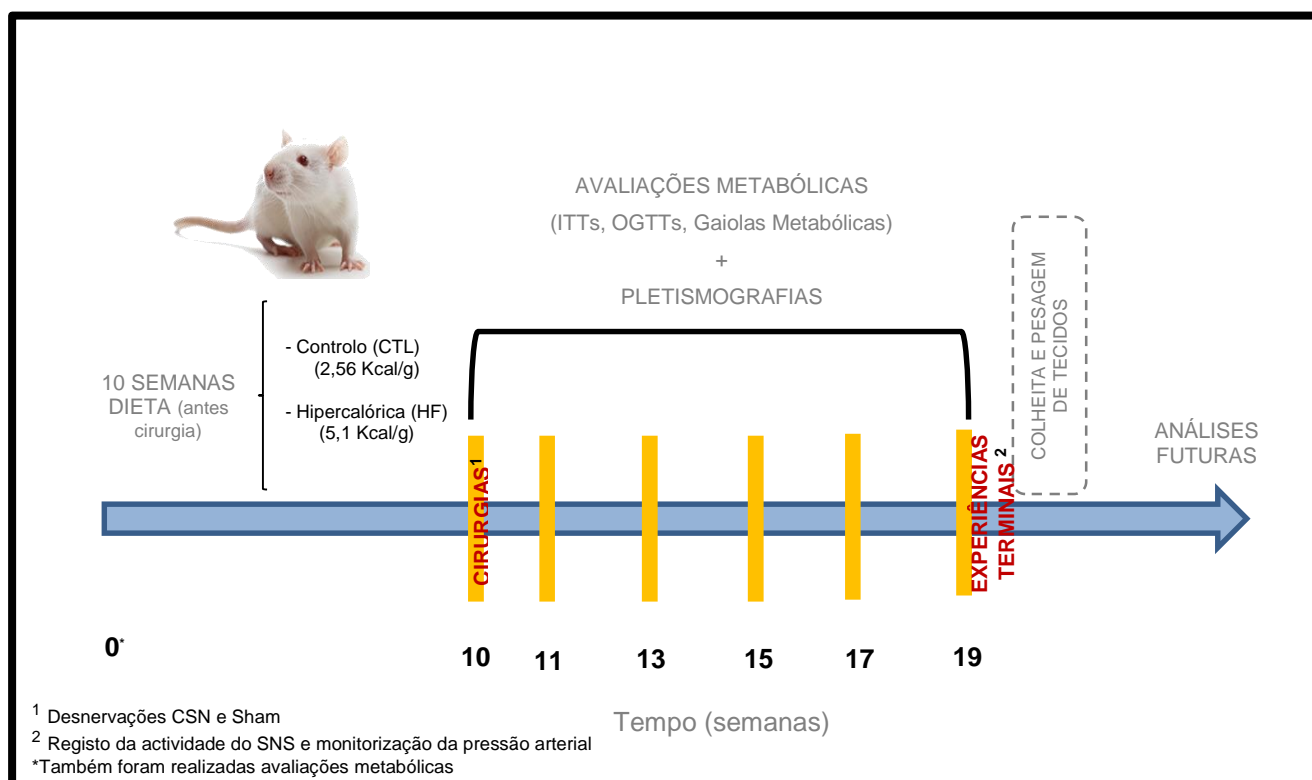 AVALIAÇÕES METABÓLICAS
(ITTs, OGTTs, Gaiolas Metabólicas)
+
PLETISMOGRAFIAS
10 SEMANAS
DIETA (antes
cirurgia)
- Controlo (CTL)
(2,56 Kcal/g)
- Hipercalórica (HF)
(5,1 Kcal/g)
CIRURGIAS¹
EXPERIÊNCIAS
TERMINAIS ²
COLHEITA E PESAGEM
DE TECIDOS
ANÁLISES
FUTURAS
0*
10
11
13
15
17
19
Tempo (semanas)
¹ Desnervações CSN e Sham
² Registo da actividade do SNS e monitorização da pressão arterial
*Também foram realizadas avaliações metabólicas